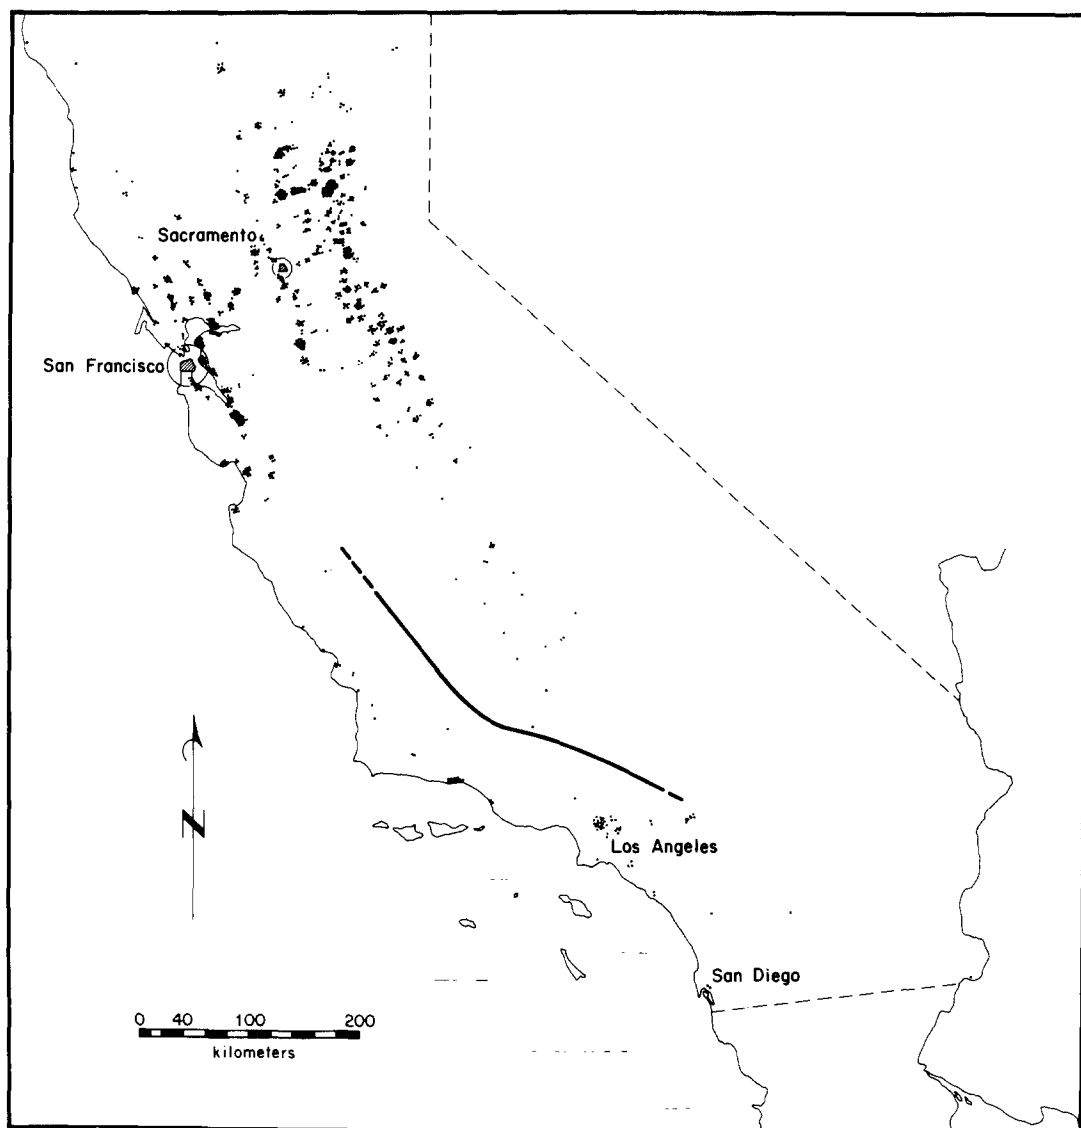 Sacramento
San Francisco
N
Los Angeles
San Diego
0 40 100 200
kilometers